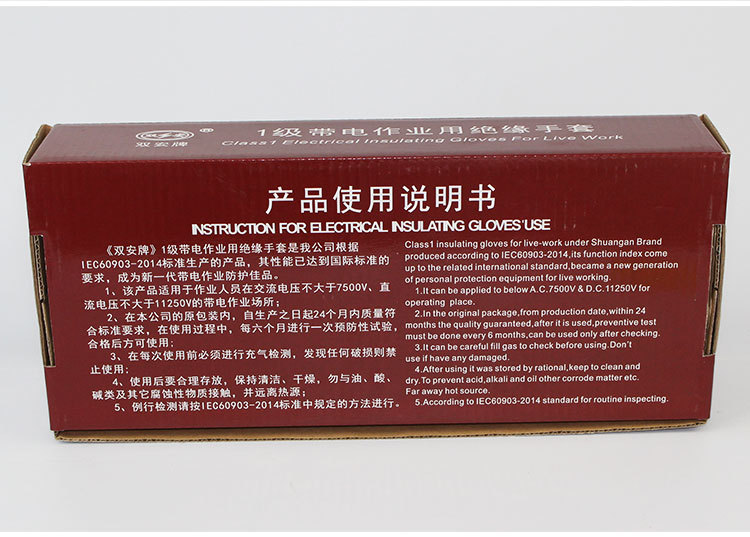 双安牌
®
1级带电作业用绝缘手套
Class1 Electrical Insulating Gloves For Live Work
产品使用说明书
INSTRUCTION FOR ELECTRICAL INSULATING GLOVES'USE
《双安牌》1级带电作业用绝缘手套是我公司根据
IEC60903-2014标准生产的产品，其性能已达到国际标准的
要求，成为新一代带电作业防护佳品。
1、该产品适用于作业人员在交流电压不大于7500V、直
流电压不大于11250V的带电作业场所；
2、在本公司的原包装内，自生产之日起24个月内质量符
合标准要求，在使用过程中，每六个月进行一次预防性试验，
合格后方可使用；
3、在每次使用前必须进行充气检测，发现任何破损则禁
止使用；
4、使用后要合理存放，保持清洁、干燥，勿与油、酸、
碱类及其它腐蚀性物质接触，并远离热源；
5、例行检测请按IEC60903-2014标准中规定的方法进行。
Class1 insulating gloves for live-work under Shuangan Brand
produced according to IEC60903-2014,its function index come
up to the related international standard,became a new generation
of personal protection equipment for live working.
1.It can be applied to below A.C.7500V & D.C.11250V for
operating place.
2.In the original package,from production date,within 24
months the quality guaranteed,after it is used,preventive test
must be done every 6 months,can be used only after checking.
3.It can be careful fill gas to check before using.Don't
use if have any damaged.
4.After using it was stored by rational,keep to clean and
dry.To prevent acid,alkali and oil other corrode matter etc.
Far away hot source.
5.According to IEC60903-2014 standard for routine inspecting.